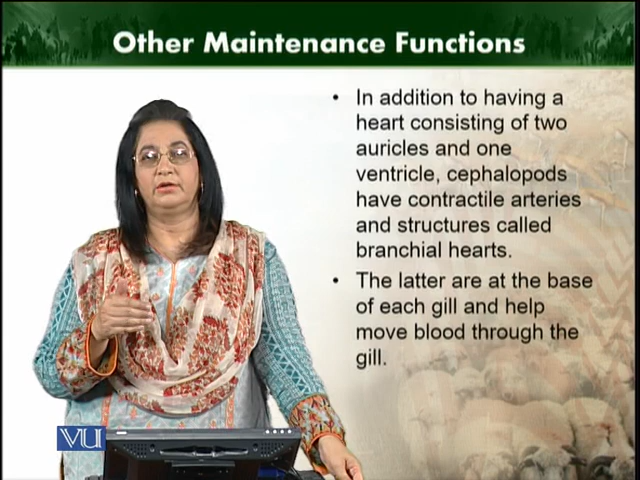 Other Maintenance Functions
• In addition to having a
heart consisting of two
auricles and one
ventricle, cephalopods
have contractile arteries
and structures called
branchial hearts.
• The latter are at the base
of each gill and help
move blood through the
gill.
VU